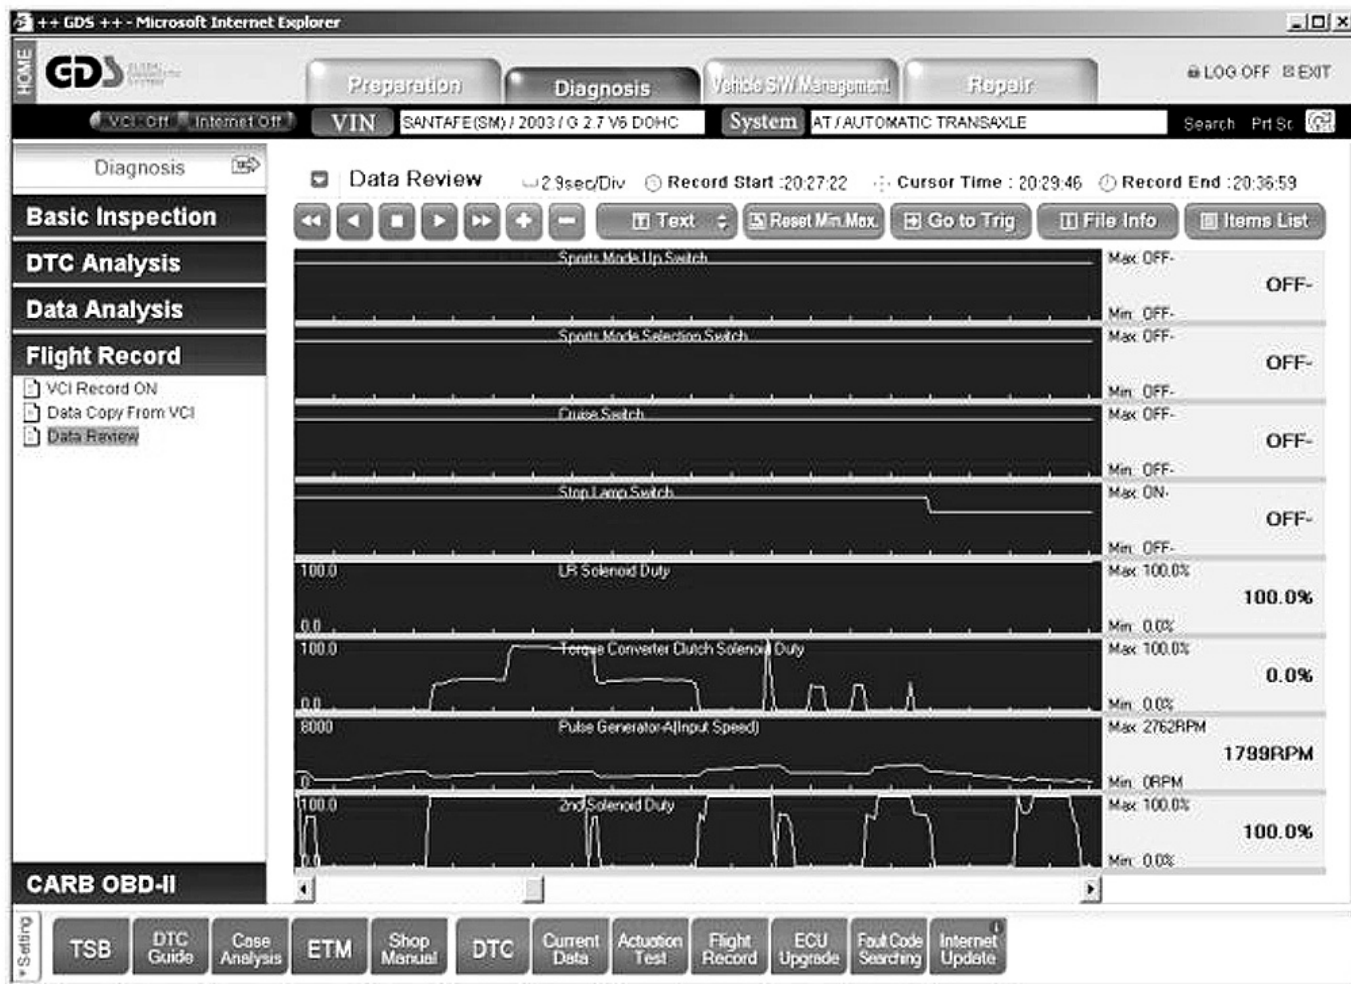 ++ GDS ++ - Microsoft Internet Explorer
HOME
GDS
Preparation
Diagnosis
Vehicle S/W Management
Repair
LOG OFF
EXIT
VCI Off
Internet Off
VIN
SANTAFE(SM) / 2003 / G 2.7 V6 DOHC
System
AT / AUTOMATIC TRANSAXLE
Search
Prt Sc
Diagnosis
Basic Inspection
DTC Analysis
Data Analysis
Flight Record
VCI Record ON
Data Copy From VCI
Data Review
CARB OBD-II
Data Review
2.9sec/Div
Record Start :20:27:22
Cursor Time : 20:29:46
Record End :20:36:59
Text
Reset Min.Max.
Go to Trig
File Info
Items List
Sports Mode Up Switch
Max: OFF-
OFF-
Min: OFF-
Sports Mode Selection Switch
Max: OFF-
OFF-
Min: OFF-
Cruise Switch
Max: OFF-
OFF-
Min: OFF-
Stop Lamp Switch
Max: ON-
OFF-
Min: OFF-
100.0
LR Solenoid Duty
Max: 100.0%
100.0%
0.0
Min: 0.0%
100.0
Torque Converter Clutch Solenoid Duty
Max: 100.0%
0.0%
0.0
Min: 0.0%
8000
Pulse Generator-A(Input Speed)
Max: 2762RPM
1799RPM
0
Min: 0RPM
100.0
2nd Solenoid Duty
Max: 100.0%
100.0%
0.0
Min: 0.0%
Setting
TSB
DTC
Guide
Case
Analysis
ETM
Shop
Manual
DTC
Current
Data
Actuation
Test
Flight
Record
ECU
Upgrade
Fault Code
Searching
Internet
Update